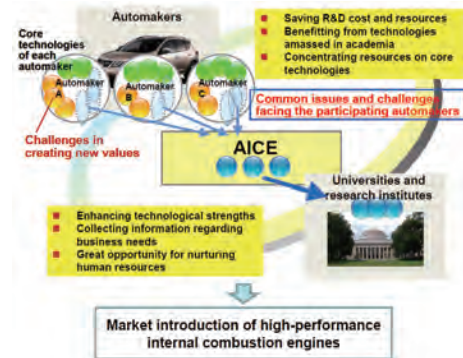 Automakers
Core
technologies
of each
automaker
Automaker
A
Automaker
B
Automaker
C
Saving R&D cost and resources
Benefitting from technologies
amassed in academia
Concentrating resources on core
technologies
Common issues and challenges
facing the participating automakers
Challenges in
creating new values
AICE
Universities and
research institutes
Enhancing technological strengths
Collecting information regarding
business needs
Great opportunity for nurturing
human resources
Market introduction of high-performance
internal combustion engines